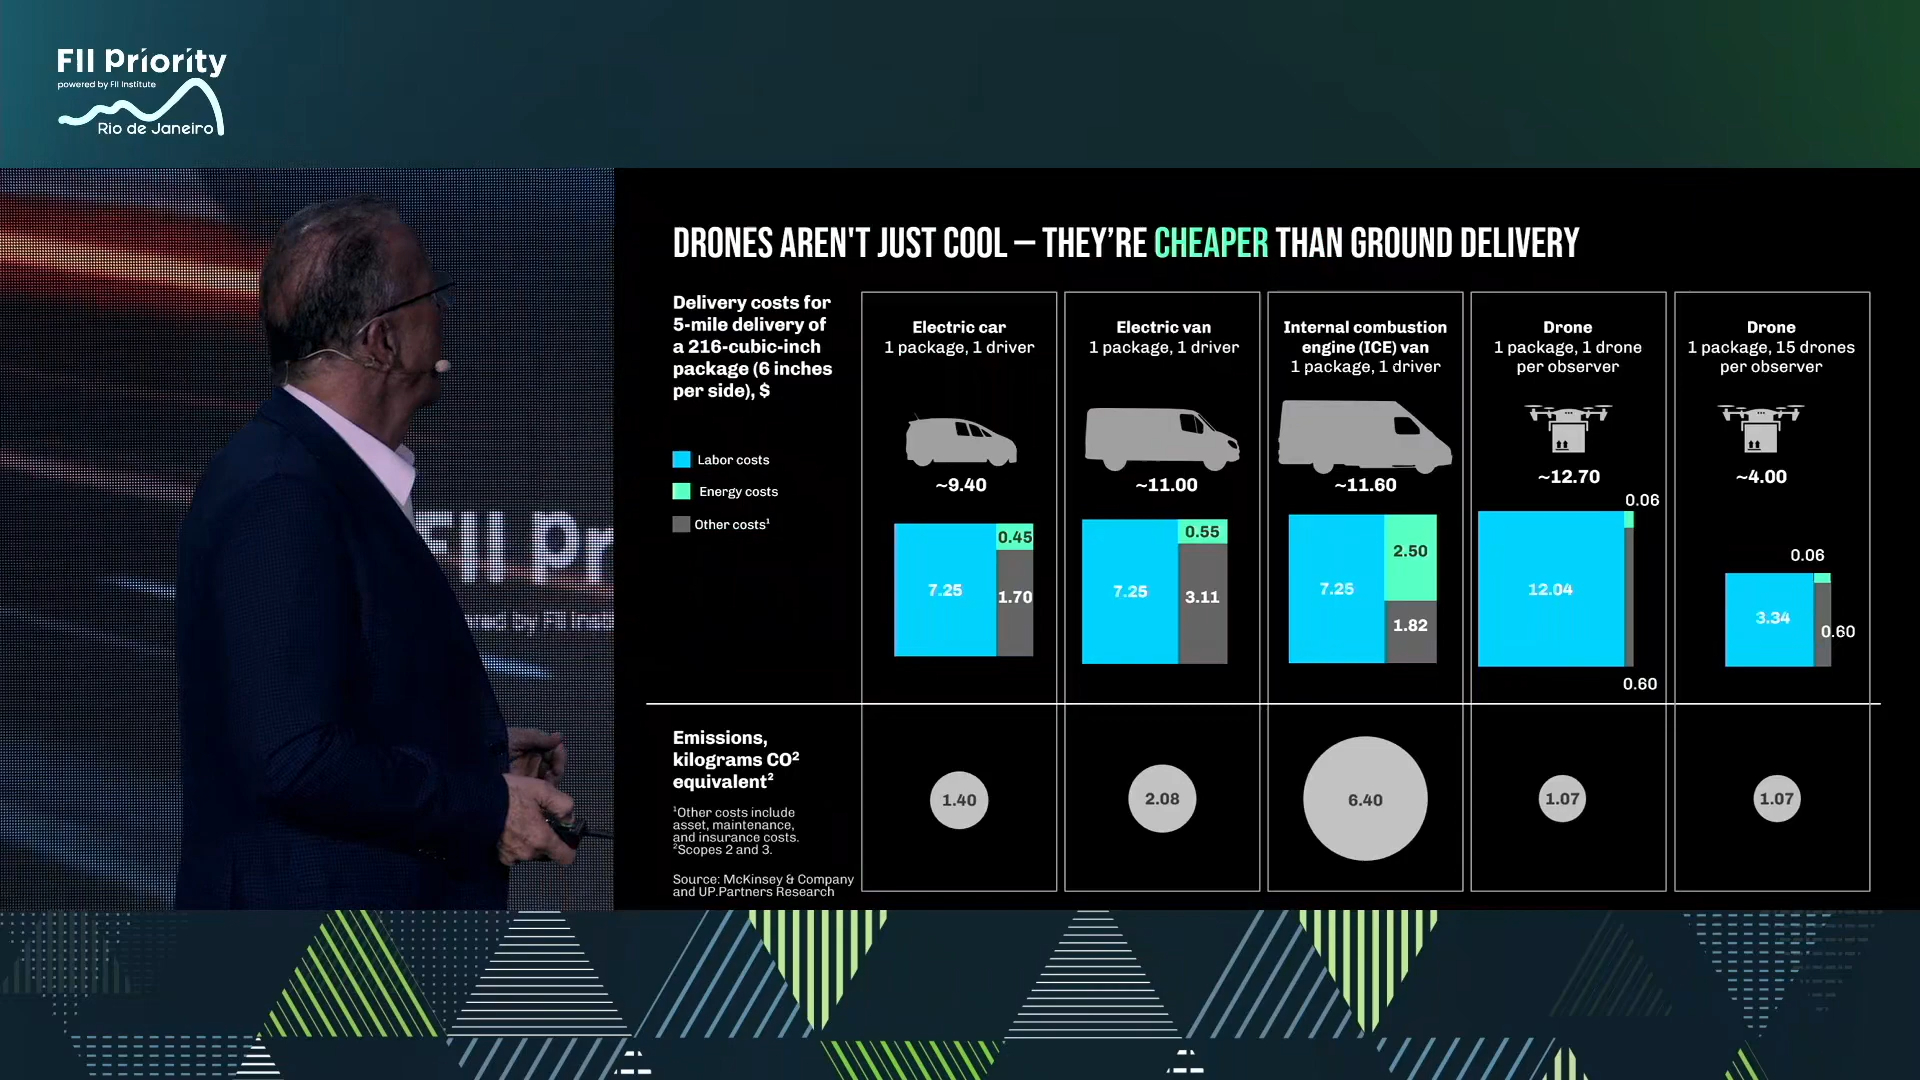 FII Priority
powered by FII Institute
Rio de Janeiro
FII Pr
ered by FII Insti
DRONES AREN'T JUST COOL — THEY'RE CHEAPER THAN GROUND DELIVERY
Delivery costs for
5-mile delivery of
a 216-cubic-inch
package (6 inches
per side), $
Labor costs
Energy costs
Other costs¹
Electric car
1 package, 1 driver
~9.40
0.45
7.25
1.70
Electric van
1 package, 1 driver
~11.00
0.55
7.25
3.11
Internal combustion
engine (ICE) van
1 package, 1 driver
~11.60
2.50
7.25
1.82
Drone
1 package, 1 drone
per observer
~12.70
0.06
12.04
0.60
Drone
1 package, 15 drones
per observer
~4.00
0.06
3.34
0.60
Emissions,
kilograms CO²
equivalent²
1.40
2.08
6.40
1.07
1.07
¹Other costs include
asset, maintenance,
and insurance costs.
²Scopes 2 and 3.
Source: McKinsey & Company
and UP.Partners Research